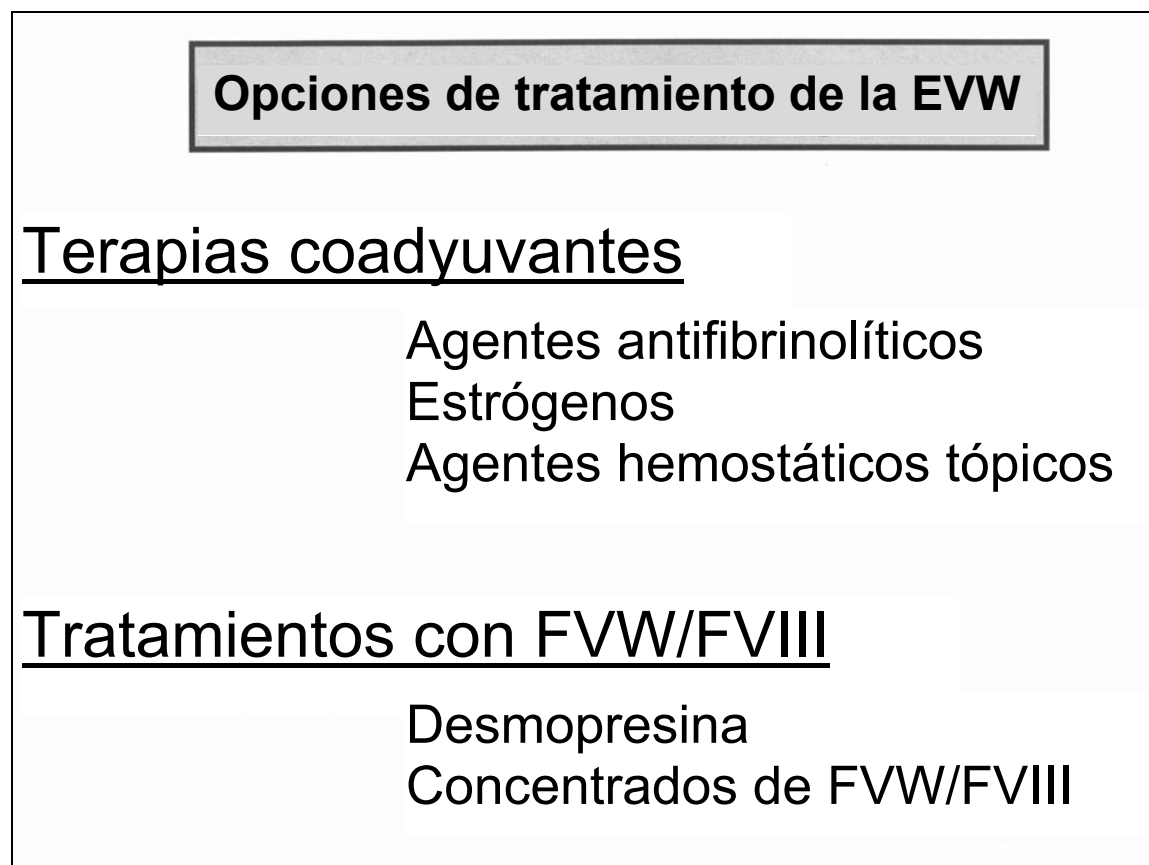 Opciones de tratamiento de la EVW
Terapias coadyuvantes
Agentes antifibrinolíticos
Estrógenos
Agentes hemostáticos tópicos
Tratamientos con FVW/FVIII
Desmopresina
Concentrados de FVW/FVIII